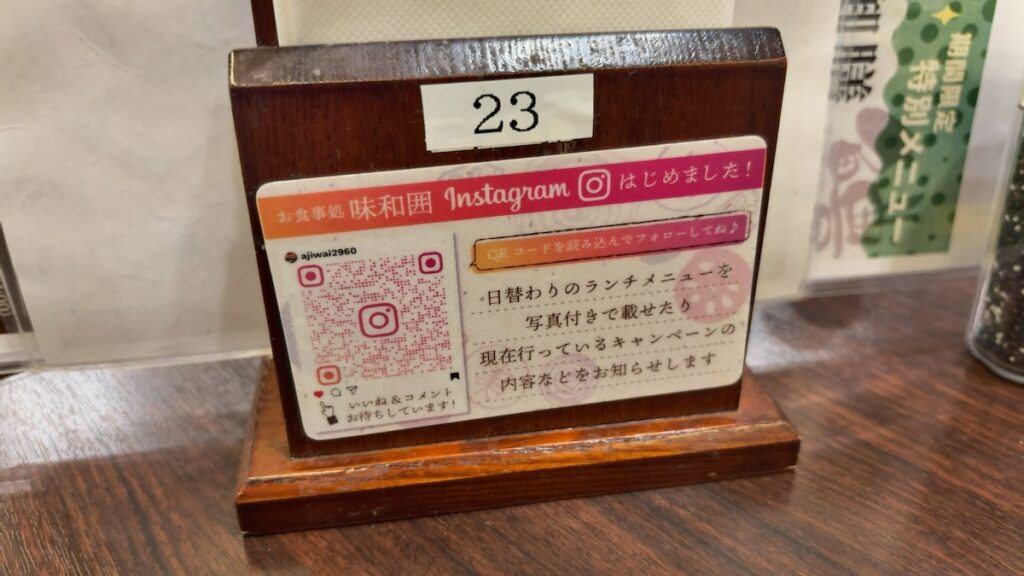 23
お食事処 味和囲 Instagram はじめました！
QRコードを読み込んでフォローしてね♪
ajiwai2960
日替わりのランチメニューを
写真付きで載せたり
現在行っているキャンペーンの
内容などをお知らせします
いいね＆コメント
お待ちしています！
期間限定
特別メニュー